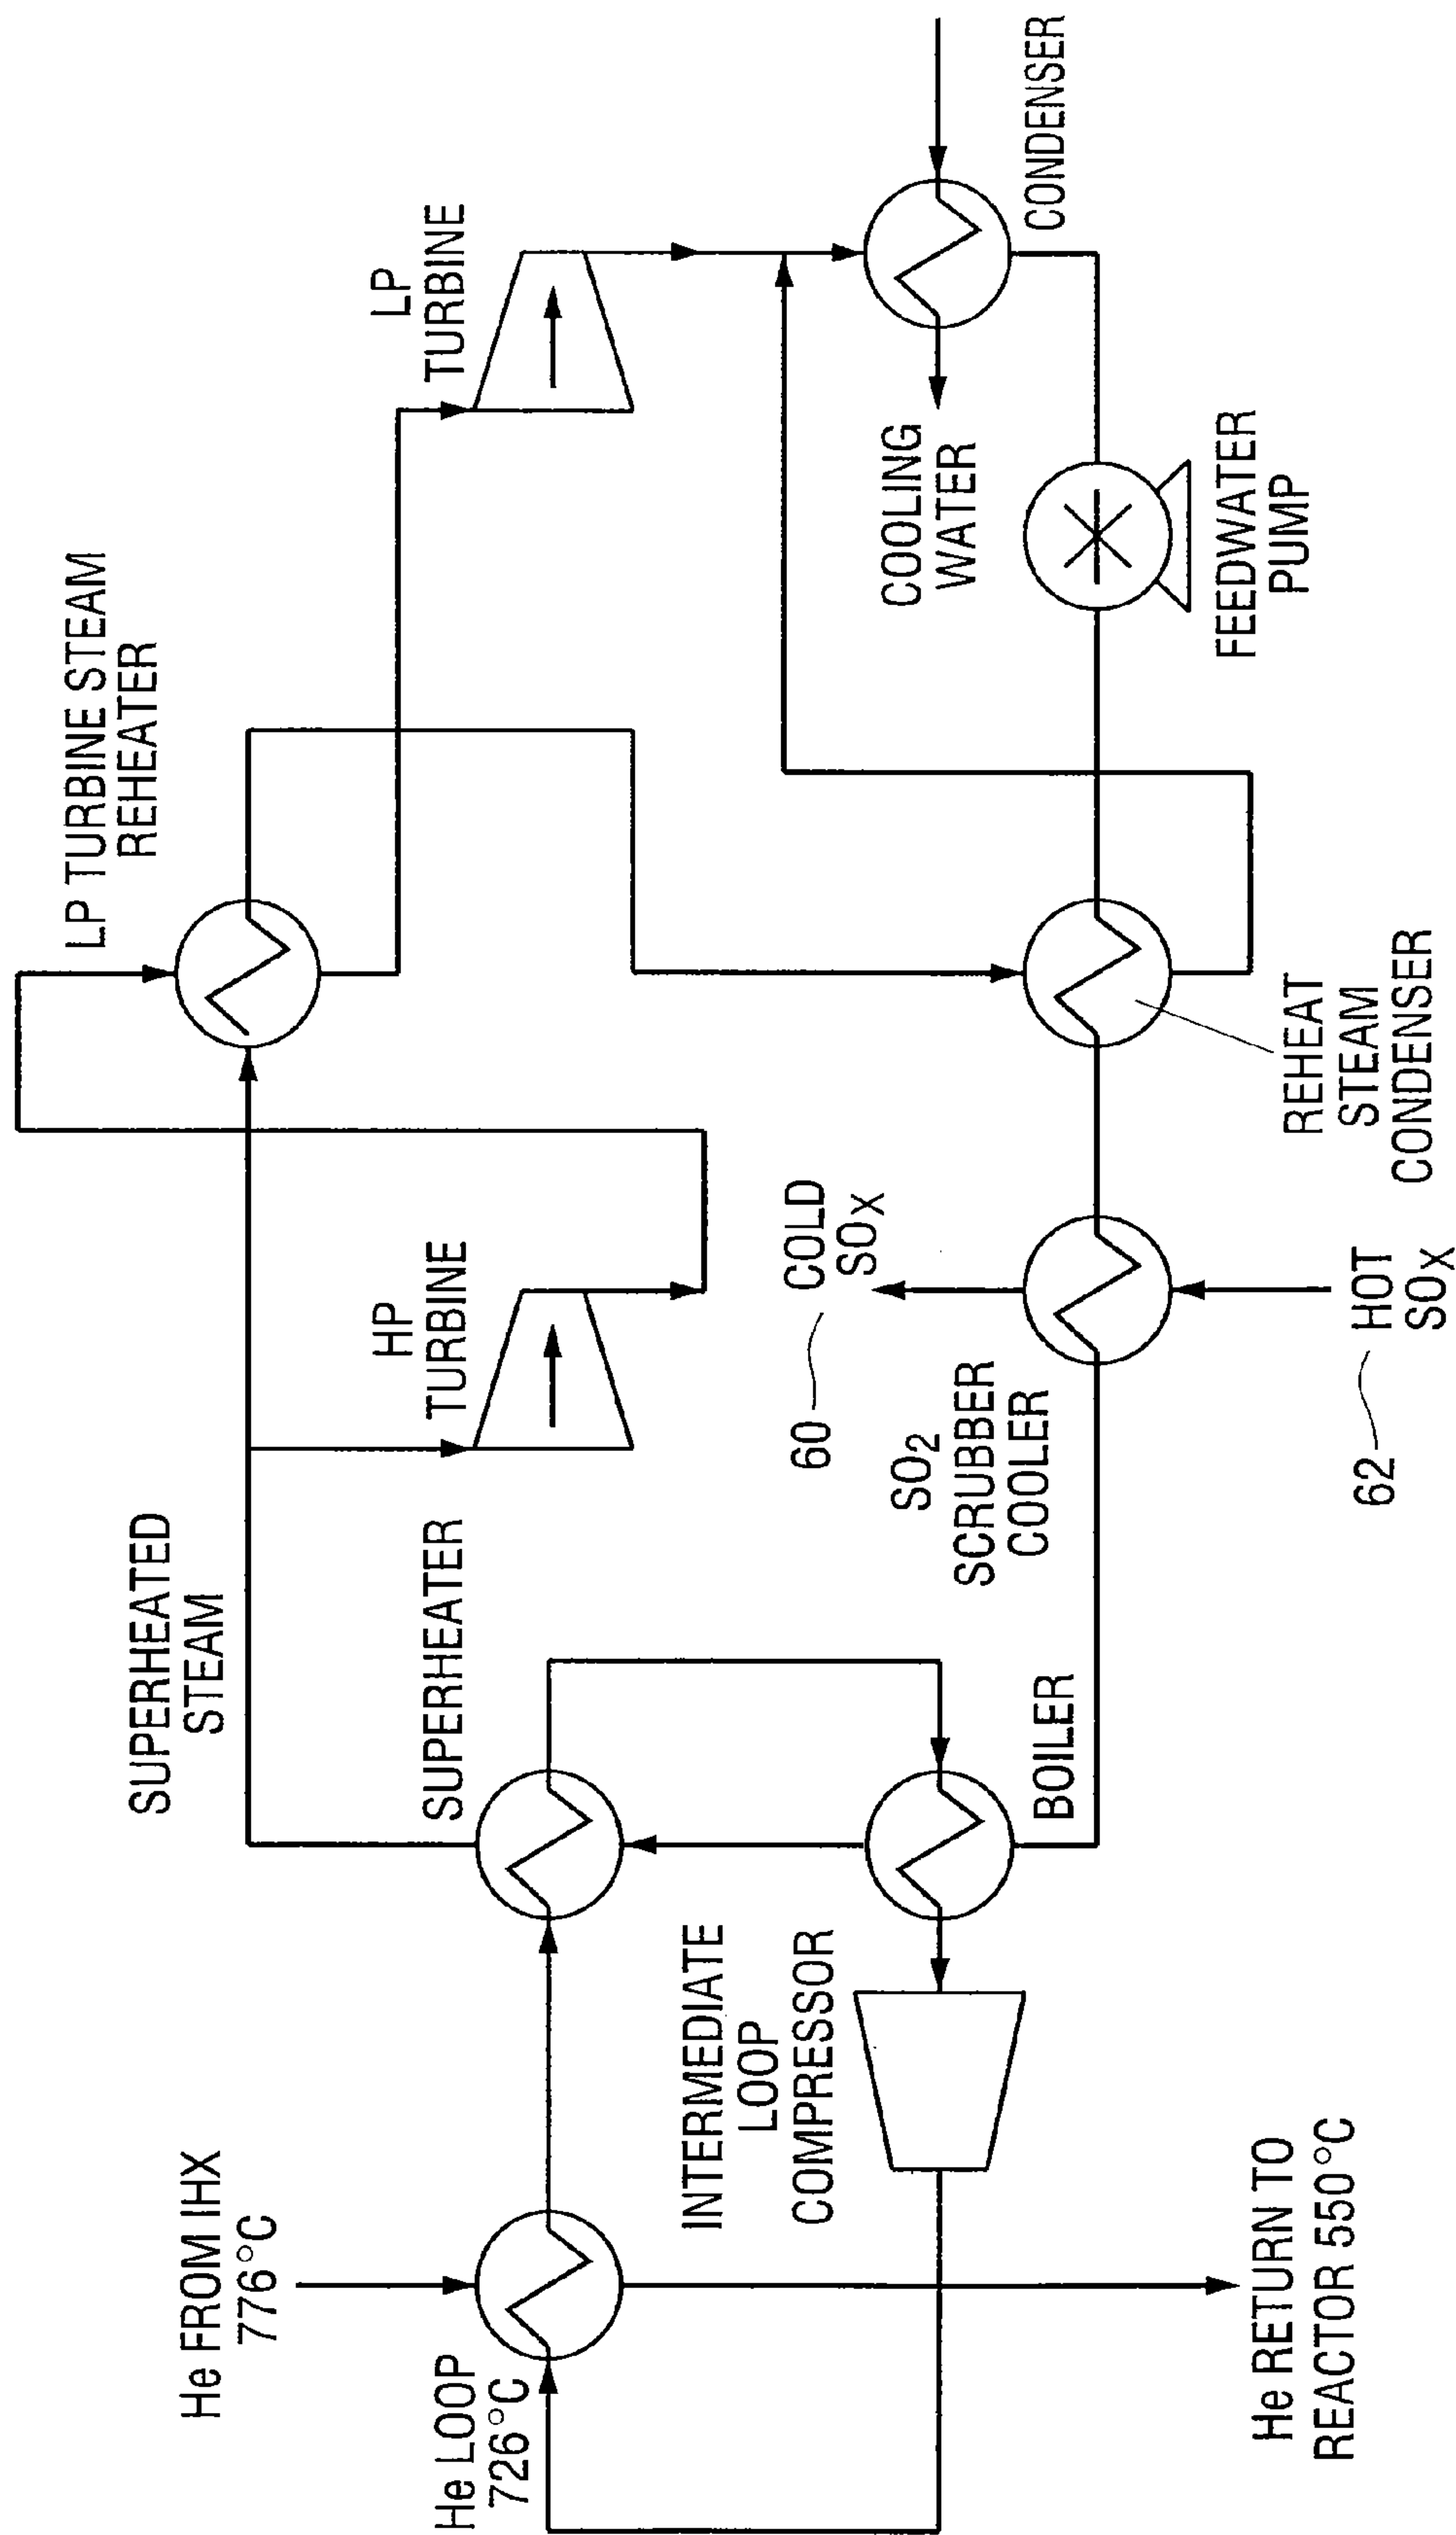 He FROM IHX
776°C
He LOOP
726°C
INTERMEDIATE
LOOP
COMPRESSOR
He RETURN TO
REACTOR 550°C
SUPERHEATED
STEAM
SUPERHEATER
BOILER
HP
TURBINE
COLD
SOX
60
SO2
SCRUBBER
COOLER
62
HOT
SOX
LP TURBINE STEAM
REHEATER
REHEAT
STEAM
CONDENSER
LP
TURBINE
COOLING
WATER
FEEDWATER
PUMP
CONDENSER